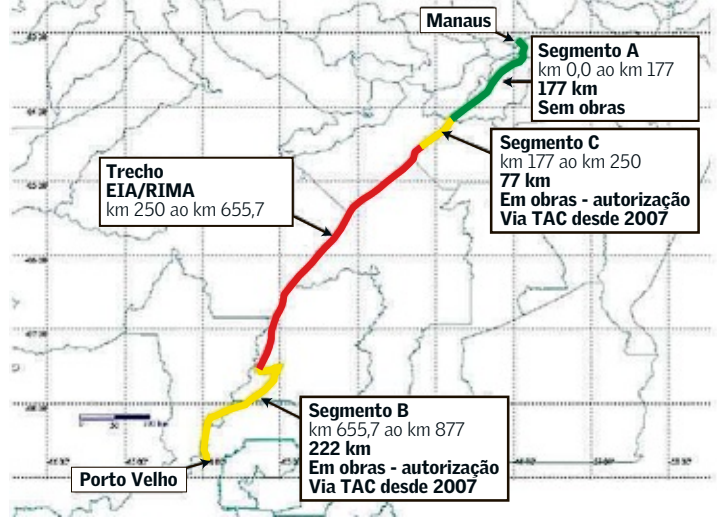 Manaus
Segmento A
km 0,0 ao km 177
177 km
Sem obras
Segmento C
km 177 ao km 250
77 km
Em obras - autorização
Via TAC desde 2007
Trecho
EIA/RIMA
km 250 ao km 655,7
Segmento B
km 655,7 ao km 877
222 km
Em obras - autorização
Via TAC desde 2007
Porto Velho